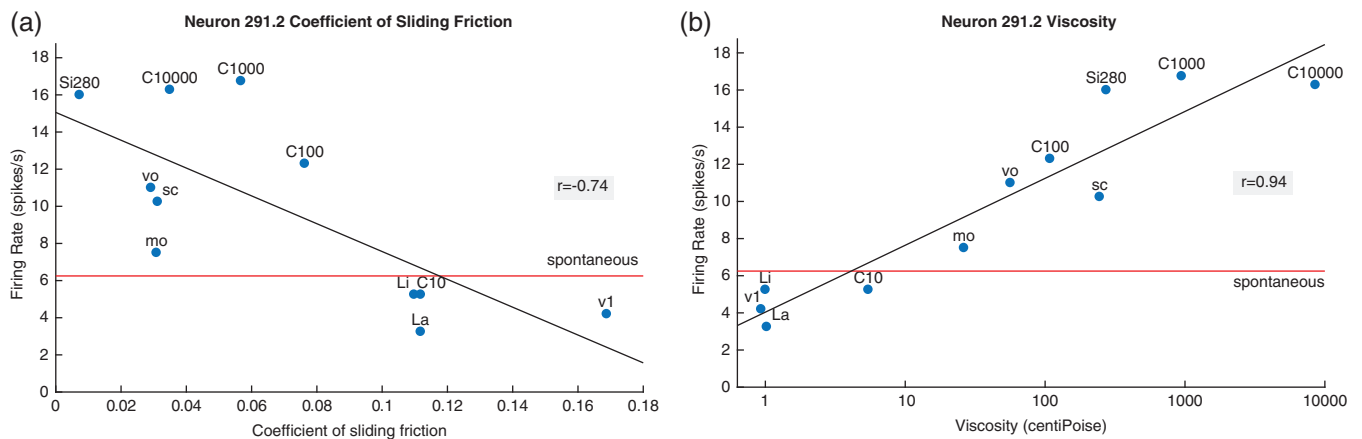 (a)
Neuron 291.2 Coefficient of Sliding Friction
Firing Rate (spikes/s)
18
16
14
12
10
8
6
4
2
0
Si280
C10000
C1000
C100
vo
sc
mo
r=-0.74
spontaneous
Li
C10
La
v1
0
0.02
0.04
0.06
0.08
0.1
0.12
0.14
0.16
0.18
Coefficient of sliding friction
(b)
Neuron 291.2 Viscosity
Firing Rate (spikes/s)
18
16
14
12
10
8
6
4
2
0
C1000
Si280
C10000
C100
vo
sc
r=0.94
mo
spontaneous
Li
C10
v1
La
1
10
100
1000
10000
Viscosity (centiPoise)